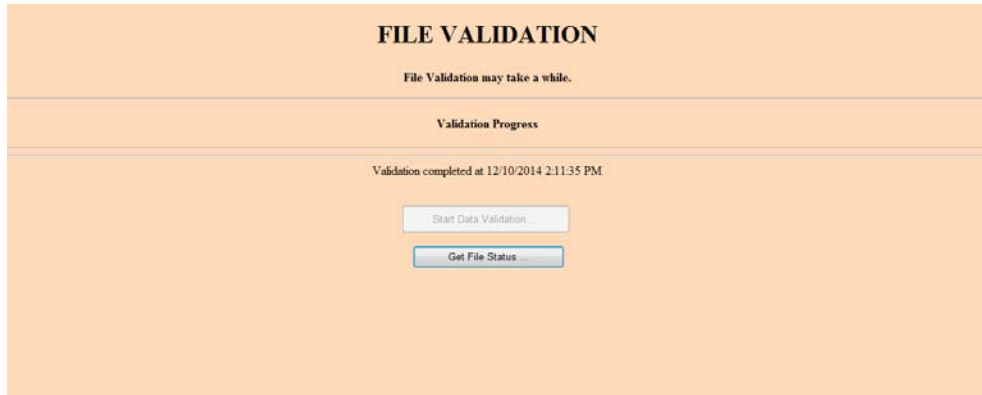 FILE VALIDATION
File Validation may take a while.
Validation Progress
Validation completed at 12/10/2014 2:11:35 PM
Start Data Validation ...
Get File Status ...